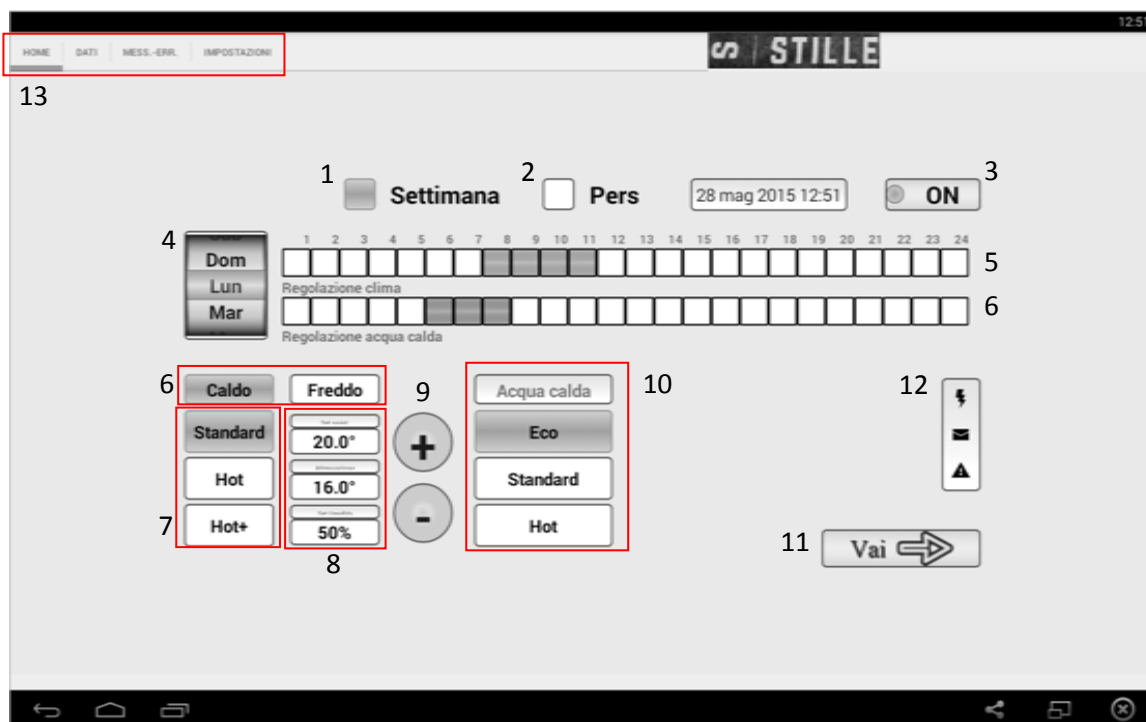 12:51
HOME DATI MESS.-ERR. IMPOSTAZIONI
S | STILLE
13
1 Settimana 2 Pers 28 mag 2015 12:51 ON 3
4
1 2 3 4 5 6 7 8 9 10 11 12 13 14 15 16 17 18 19 20 21 22 23 24
Dom 5
Lun Regolazione clima
Mar 6
Regolazione acqua calda
6 Caldo Freddo 9 Acqua calda 10 12
Standard 20.0° + Eco
Hot 16.0° Standard
7 Hot+ 50% - Hot
8
11 Vai